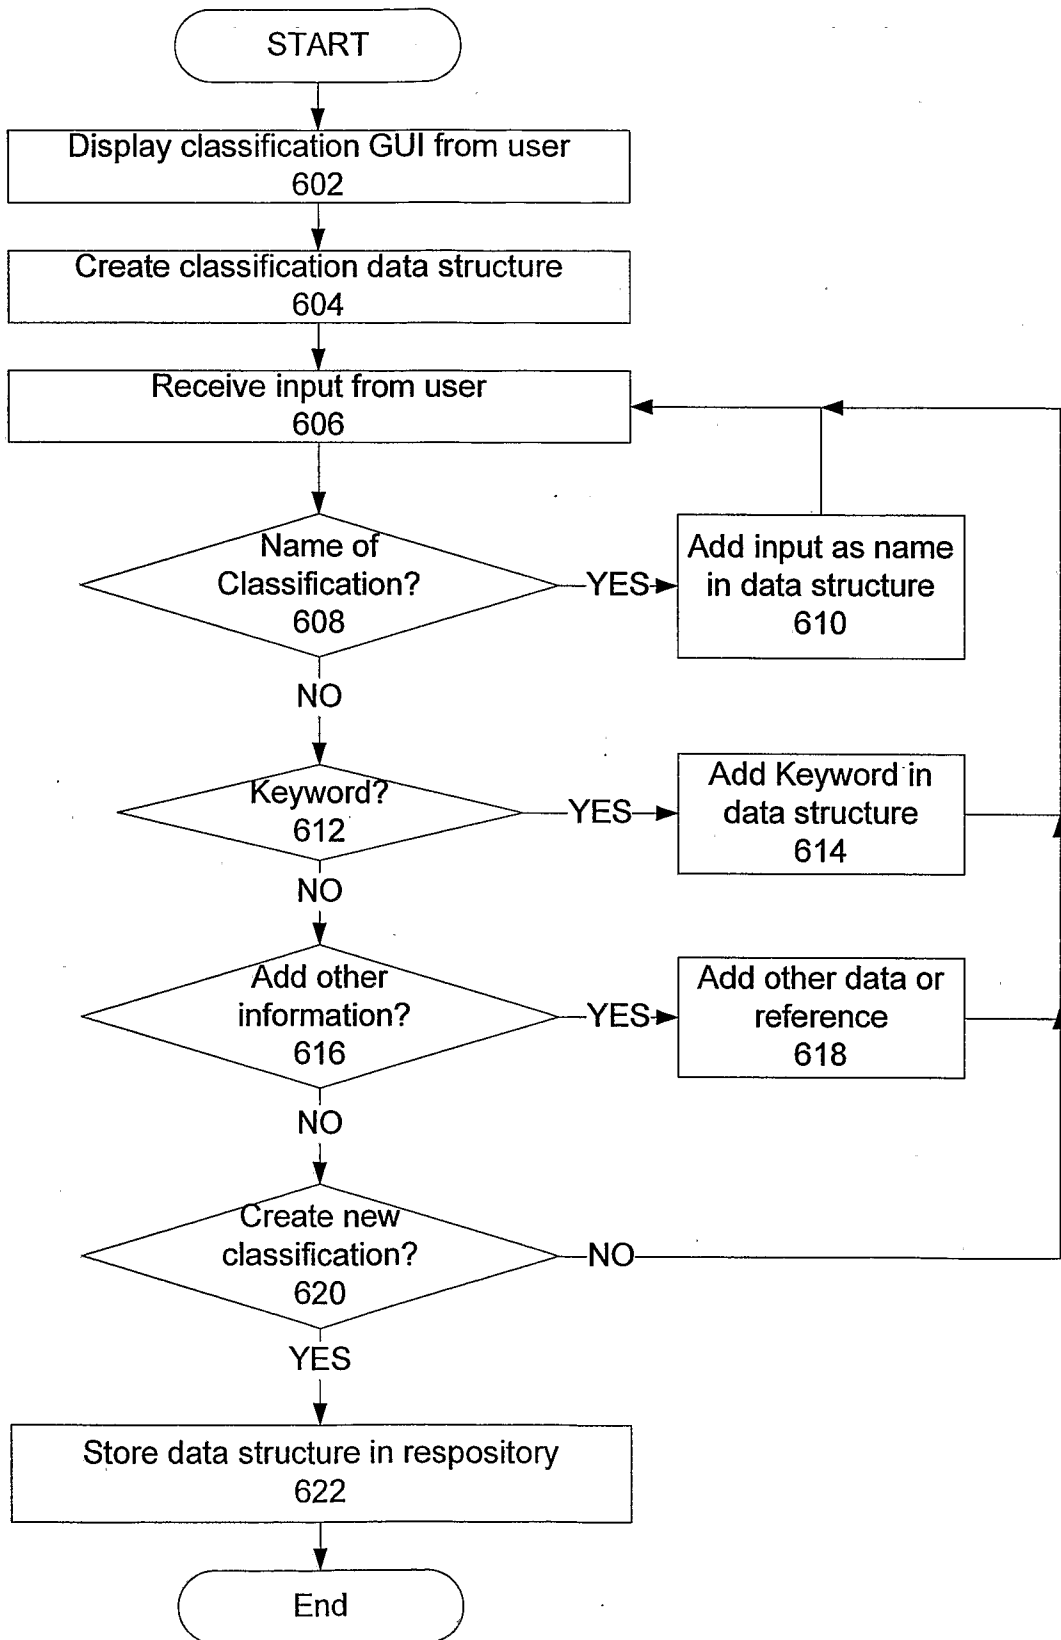 START
Display classification GUI from user
602
Create classification data structure
604
Receive input from user
606
Name of
Classification?
608
YES
Add input as name
in data structure
610
NO
Keyword?
612
YES
Add Keyword in
data structure
614
NO
Add other
information?
616
YES
Add other data or
reference
618
NO
Create new
classification?
620
NO
YES
Store data structure in respository
622
End